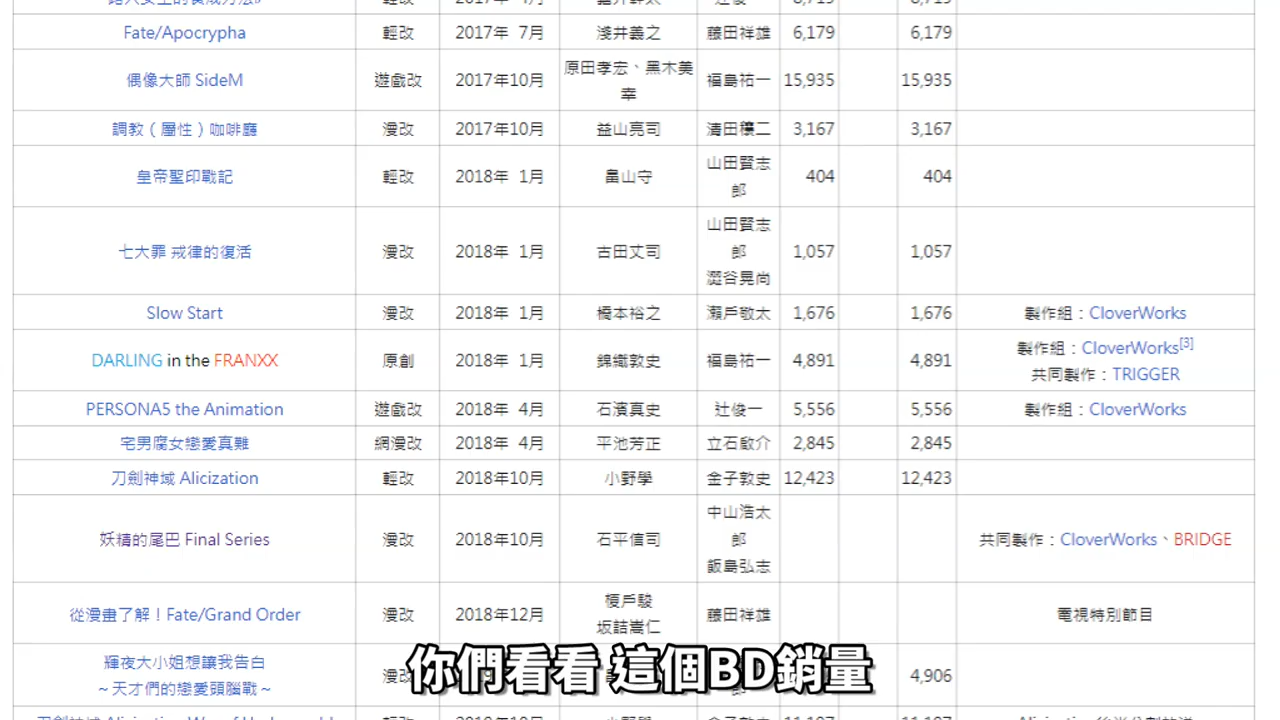 Fate/Apocrypha 輕改 2017年 7月 淺井義之 藤田祥雄 6,179 6,179
偶像大師 SideM 遊戲改 2017年10月 原田孝宏、黑木美幸 福島祐一 15,935 15,935
調教（屬性）咖啡廳 漫改 2017年10月 益山亮司 清田穰二 3,167 3,167
皇帝聖印戰記 輕改 2018年 1月 畠山守 山田賢志郎 404 404
七大罪 戒律的復活 漫改 2018年 1月 古田丈司 山田賢志郎 澀谷晃尚 1,057 1,057
Slow Start 漫改 2018年 1月 橋本裕之 瀨戶敬太 1,676 1,676 製作組：CloverWorks
DARLING in the FRANXX 原創 2018年 1月 錦織敦史 福島祐一 4,891 4,891 製作組：CloverWorks[3] 共同製作：TRIGGER
PERSONA5 the Animation 遊戲改 2018年 4月 石濱真史 辻俊一 5,556 5,556 製作組：CloverWorks
宅男腐女戀愛真難 網漫改 2018年 4月 平池芳正 立石啟介 2,845 2,845
刀劍神域 Alicization 輕改 2018年10月 小野學 金子敦史 12,423 12,423
妖精的尾巴 Final Series 漫改 2018年10月 石平信司 中山浩太郎 飯島弘志 共同製作：CloverWorks、BRIDGE
從漫畫了解！Fate/Grand Order 漫改 2018年12月 榎戶駿 坂詰嵩仁 藤田祥雄 電視特別節目
輝夜大小姐想讓我告白
～天才們的戀愛頭腦戰～ 漫改 4,906
你們看看 這個BD銷量